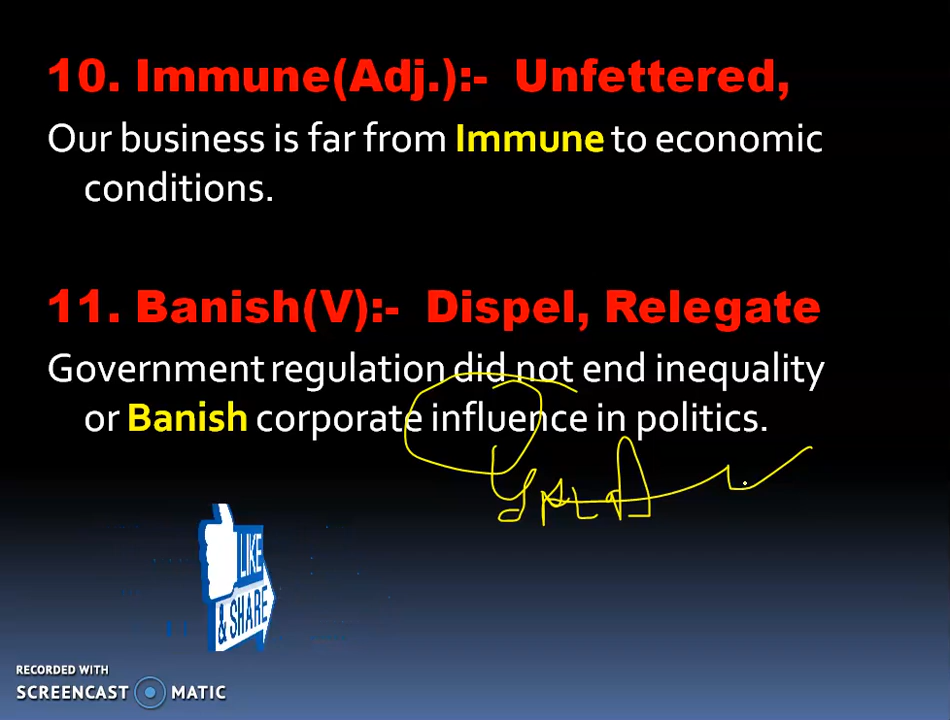 10. Immune(Adj.):- Unfettered,
Our business is far from Immune to economic
conditions.
11. Banish(V):- Dispel, Relegate
Government regulation did not end inequality
or Banish corporate influence in politics.
LIKE
& SHARE
RECORDED WITH
SCREENCAST MATIC